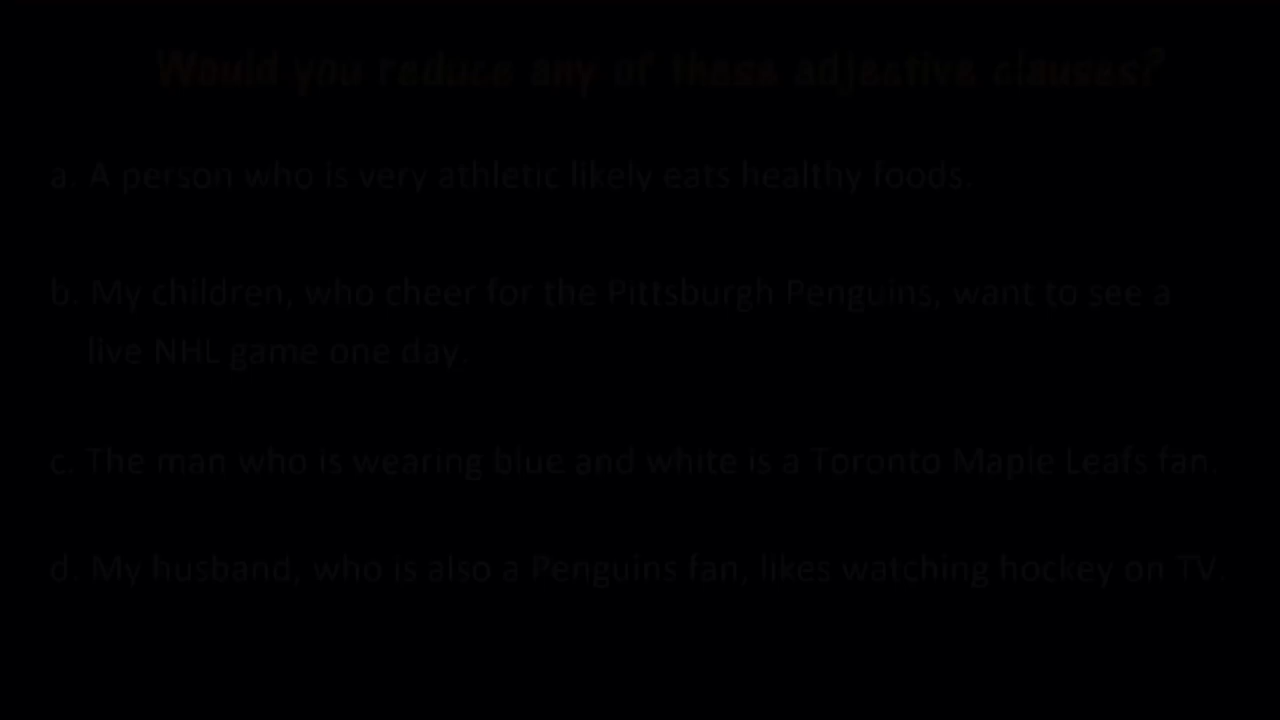 Would you reduce any of these adjective clauses?
a. A person who is very athletic likely eats healthy foods.
b. My children, who cheer for the Pittsburgh Penguins, want to see a
live NHL game one day.
c. The man who is wearing blue and white is a Toronto Maple Leafs fan.
d. My husband, who is also a Penguins fan, likes watching hockey on TV.